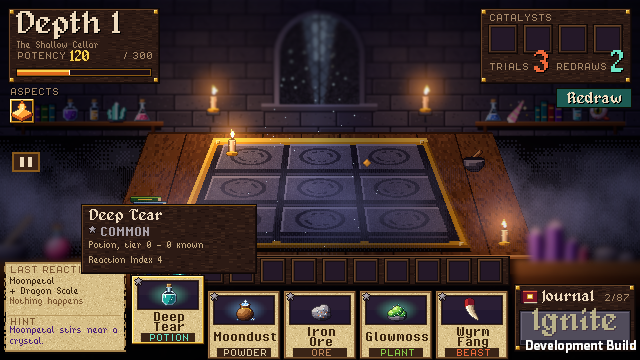 Depth 1
The Shallow Cellar
POTENCY 120 / 300
ASPECTS
CATALYSTS
TRIALS 3 REDRAWS 2
Redraw
Deep Tear
* COMMON
Potion, tier 0 - 0 known
Reaction Index 4
LAST REACTI
Moonpetal
+ Dragon Scale
Nothing happens
HINT
Moonpetal stirs near a
crystal.
Deep
Tear
POTION
Moondust
POWDER
Iron
Ore
ORE
Glowmoss
PLANT
Wyrm
Fang
BEAST
Journal 2/87
Ignite
Development Build